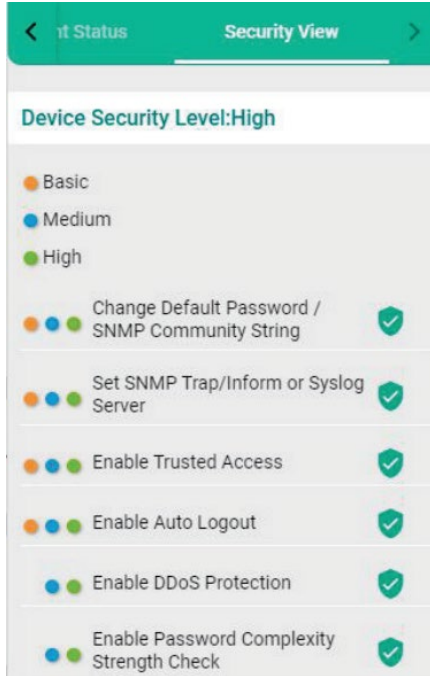 nt Status Security View
Device Security Level:High
Basic
Medium
High
Change Default Password /
SNMP Community String
Set SNMP Trap/Inform or Syslog
Server
Enable Trusted Access
Enable Auto Logout
Enable DDoS Protection
Enable Password Complexity
Strength Check